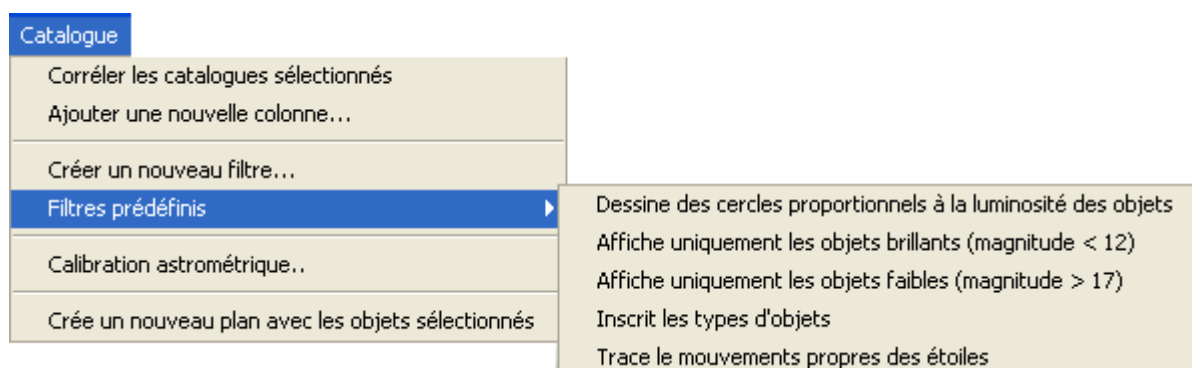 Catalogue
Corréler les catalogues sélectionnés
Ajouter une nouvelle colonne...
Créer un nouveau filtre...
Filtres prédéfinis
Dessine des cercles proportionnels à la luminosité des objets
Affiche uniquement les objets brillants (magnitude < 12)
Affiche uniquement les objets faibles (magnitude > 17)
Inscrit les types d'objets
Trace le mouvements propres des étoiles
Calibration astrométrique..
Crée un nouveau plan avec les objets sélectionnés